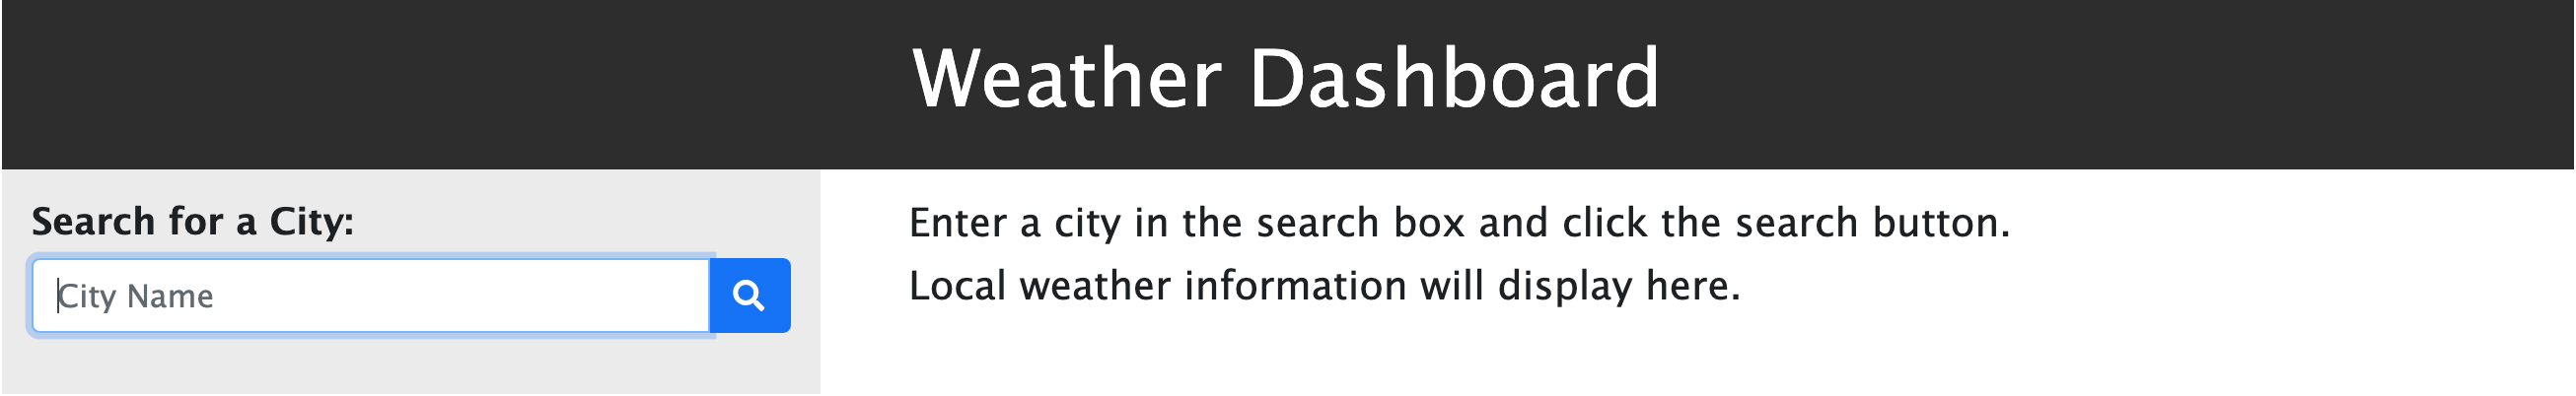 Weather Dashboard
Search for a City:
City Name
Enter a city in the search box and click the search button.
Local weather information will display here.